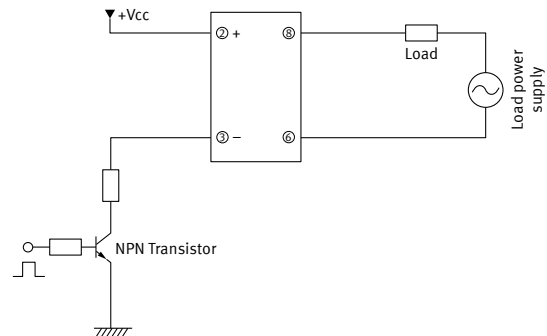 +Vcc
② +
⑧
Load
③ −
⑥
Load power
supply
NPN Transistor